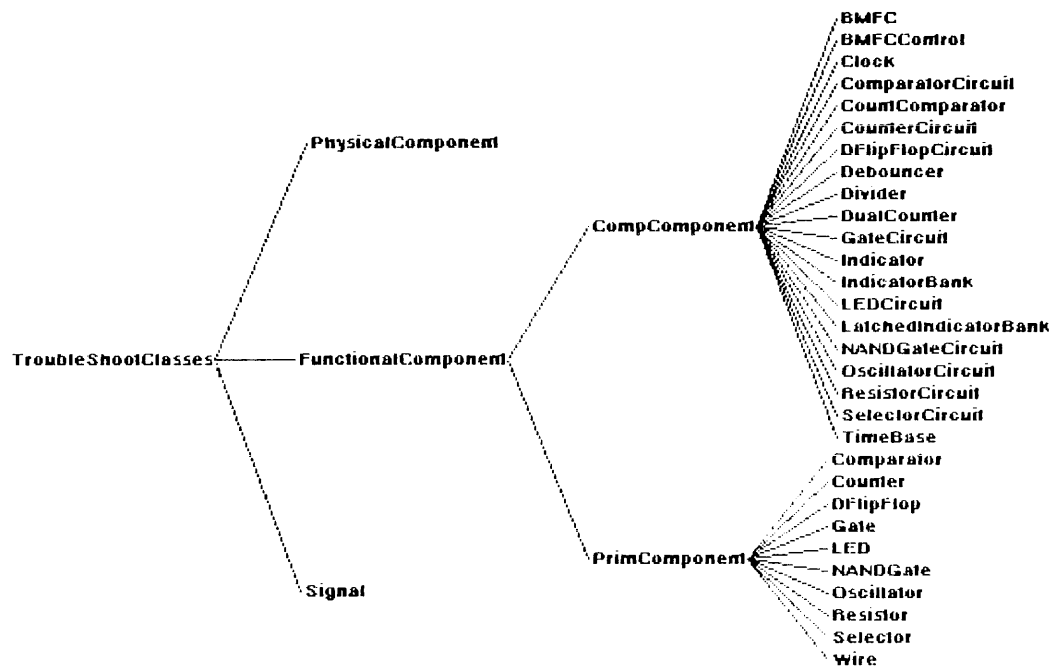 BMFC
BMFCControl
Clock
ComparatorCircuit
CountComparator
CounterCircuit
PhysicalComponent
DFlipFlopCircuit
Debouncer
Divider
DualCounter
CompComponent
GateCircuit
Indicator
IndicatorBank
LEDCircuit
LatchedIndicatorBank
NANDGateCircuit
TroubleShootClasses
FunctionalComponent
OscillatorCircuit
ResistorCircuit
SelectorCircuit
TimeBase
Comparator
Counter
DFlipFlop
Gate
LED
PrimComponent
NANDGate
Oscillator
Signal
Resistor
Selector
Wire